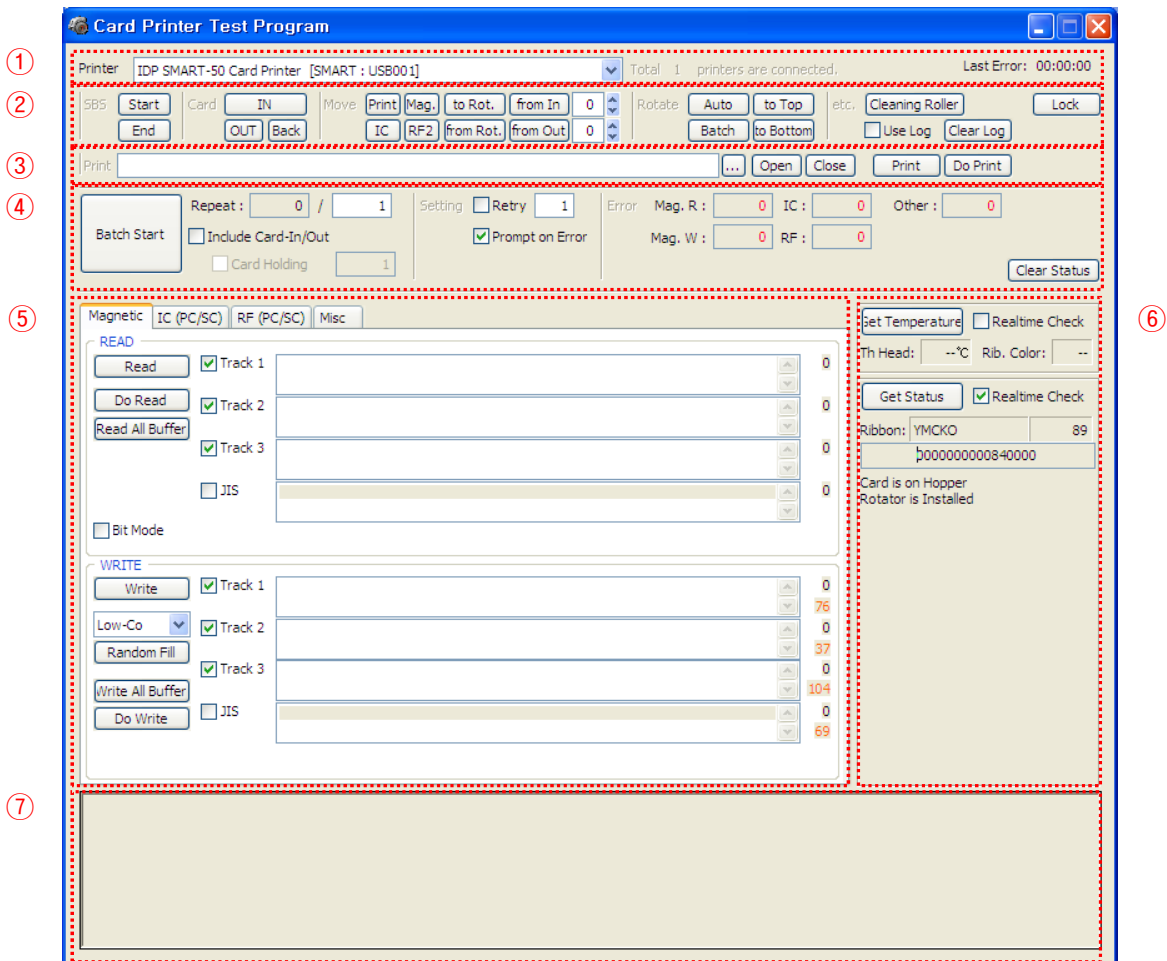 Card Printer Test Program
① Printer IDP SMART-50 Card Printer [SMART : USB001] Total 1 printers are connected. Last Error: 00:00:00
② SBS Start Card IN Move Print Mag. to Rot. from In 0 Rotate Auto to Top etc. Cleaning Roller Lock
End OUT Back IC RF2 from Rot. from Out 0 Batch to Bottom Use Log Clear Log
③ Print ... Open Close Print Do Print
④ Batch Start Repeat : 0 / 1 Setting Retry 1 Error Mag. R : 0 IC : 0 Other : 0
Include Card-In/Out Prompt on Error Mag. W : 0 RF : 0
Card Holding 1 Clear Status
⑤ Magnetic IC (PC/SC) RF (PC/SC) Misc
READ
Read Track 1 0
Do Read Track 2 0
Read All Buffer
Track 3 0
JIS 0
Bit Mode
WRITE
Write Track 1 0
76
Low-Co Track 2 0
Random Fill 37
Track 3 0
Write All Buffer 104
Do Write JIS 0
69
⑥ Get Temperature Realtime Check
Th Head: --°C Rib. Color: --
Get Status Realtime Check
Ribbon: YMCKO 89
0000000000840000
Card is on Hopper
Rotator is Installed
⑦